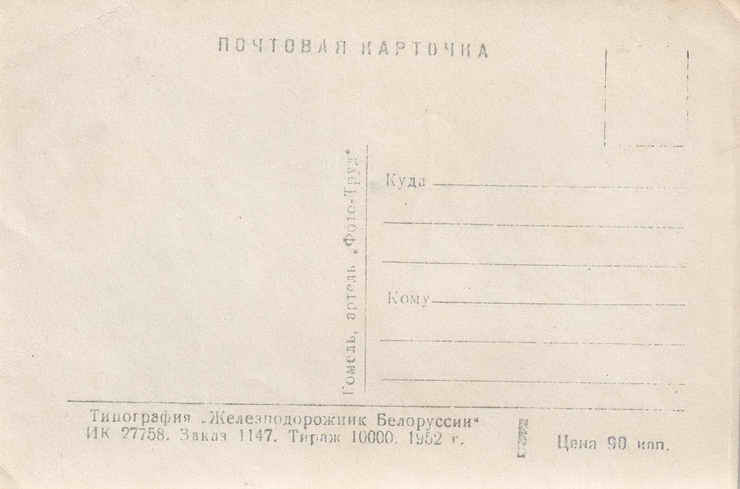 ПОЧТОВАЯ КАРТОЧКА
Гомель, артель „Фото-Труд“
Куда
Кому
Типография „Железнодорожник Белоруссии“
ИК 27758. Заказ 1147. Тираж 10000. 1952 г.
Цена 90 коп.